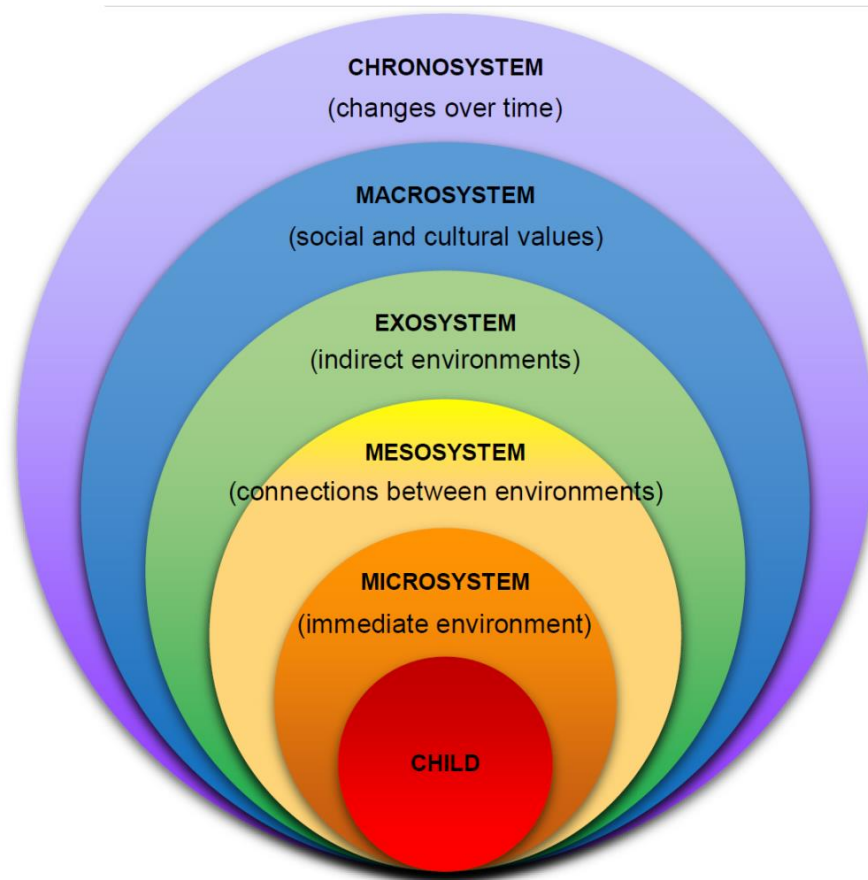 CHRONOSYSTEM
(changes over time)
MACROSYSTEM
(social and cultural values)
EXOSYSTEM
(indirect environments)
MESOSYSTEM
(connections between environments)
MICROSYSTEM
(immediate environment)
CHILD